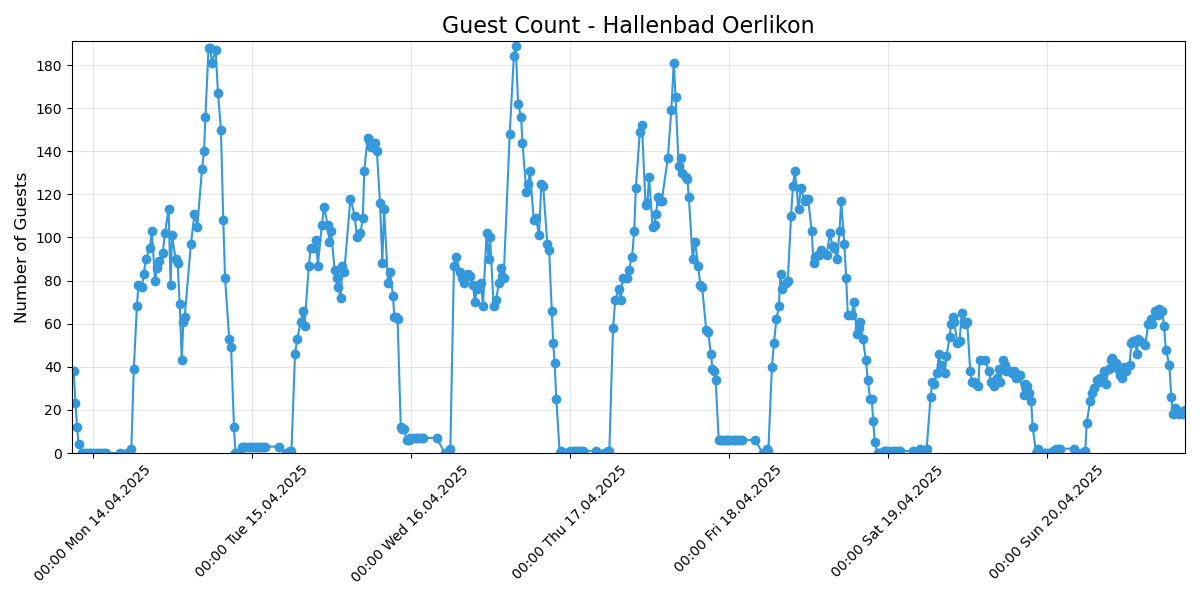 Guest Count - Hallenbad Oerlikon
Number of Guests
180
160
140
120
100
80
60
40
20
0
00:00 Mon 14.04.2025
00:00 Tue 15.04.2025
00:00 Wed 16.04.2025
00:00 Thu 17.04.2025
00:00 Fri 18.04.2025
00:00 Sat 19.04.2025
00:00 Sun 20.04.2025